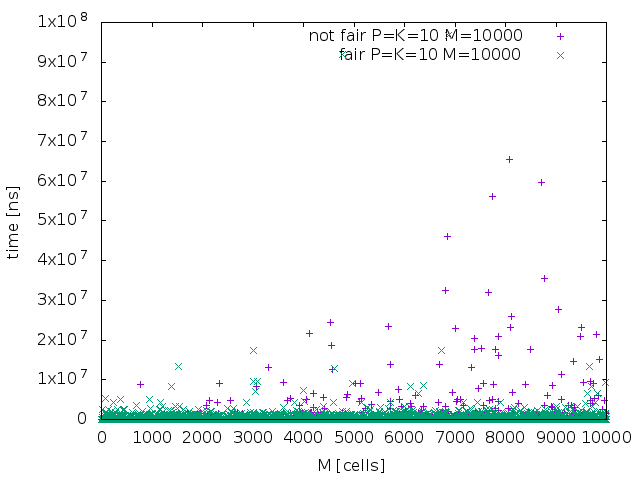 not fair P=K=10 M=10000
fair P=K=10 M=10000
1x10^8
9x10^7
8x10^7
7x10^7
6x10^7
5x10^7
4x10^7
3x10^7
2x10^7
1x10^7
0
time [ns]
0 1000 2000 3000 4000 5000 6000 7000 8000 9000 10000
M [cells]